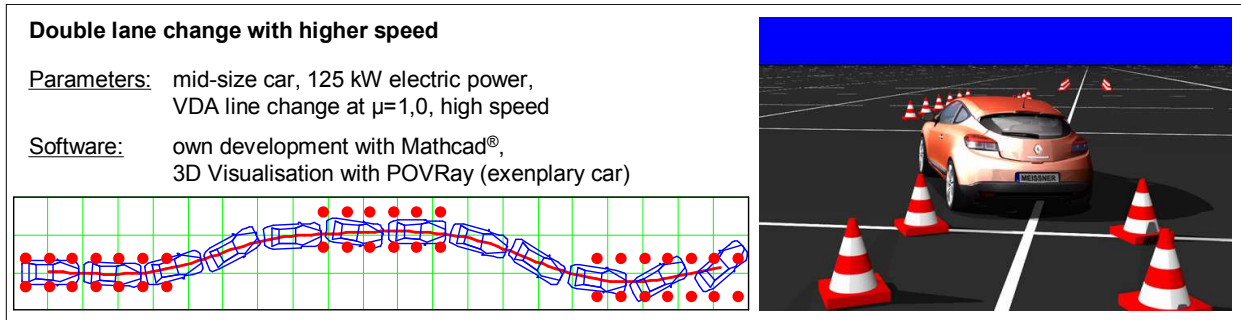 Double lane change with higher speed
Parameters: mid-size car, 125 kW electric power,
VDA line change at µ=1,0, high speed
Software: own development with Mathcad®,
3D Visualisation with POVRay (exenplary car)
MEISSNER